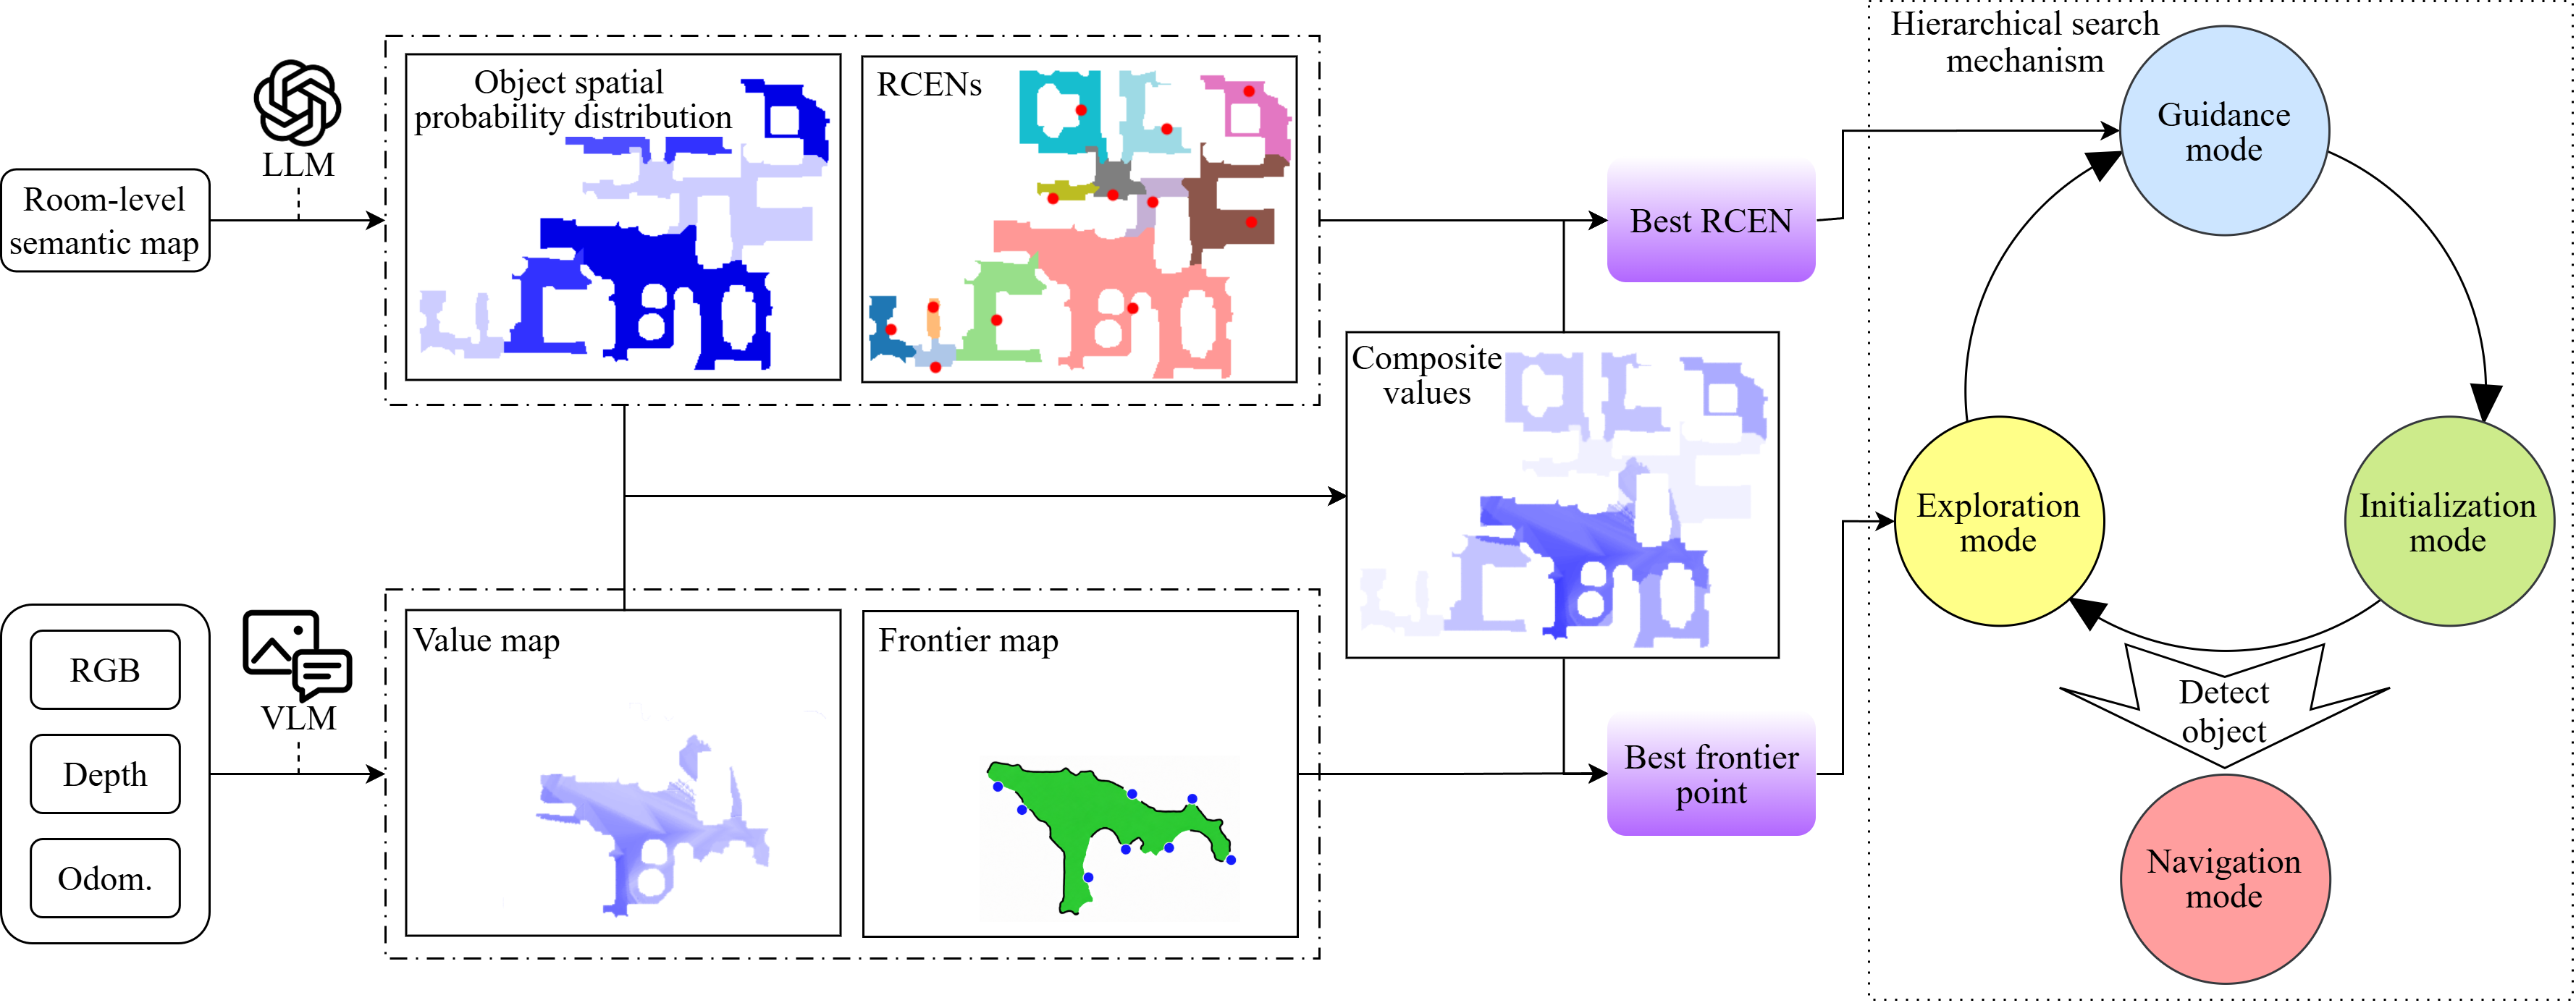 Room-level
semantic map
LLM
Object spatial
probability distribution
RCENs
Best RCEN
Hierarchical search
mechanism
Guidance
mode
Composite
values
Exploration
mode
Initialization
mode
RGB
Depth
Odom.
VLM
Value map
Frontier map
Best frontier
point
Detect
object
Navigation
mode